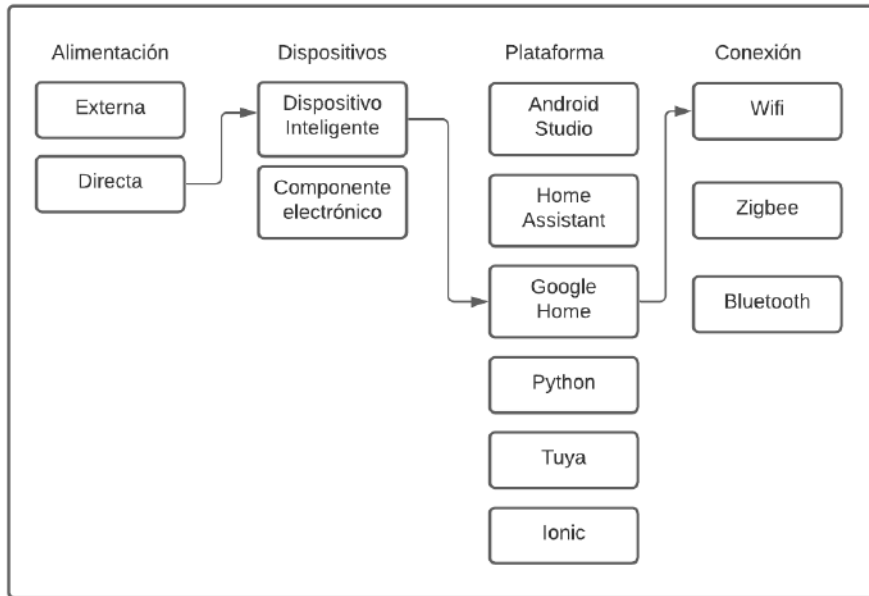 Alimentación
Dispositivos
Plataforma
Conexión
Externa
Directa
Dispositivo
Inteligente
Componente
electrónico
Android
Studio
Home
Assistant
Google
Home
Python
Tuya
Ionic
Wifi
Zigbee
Bluetooth